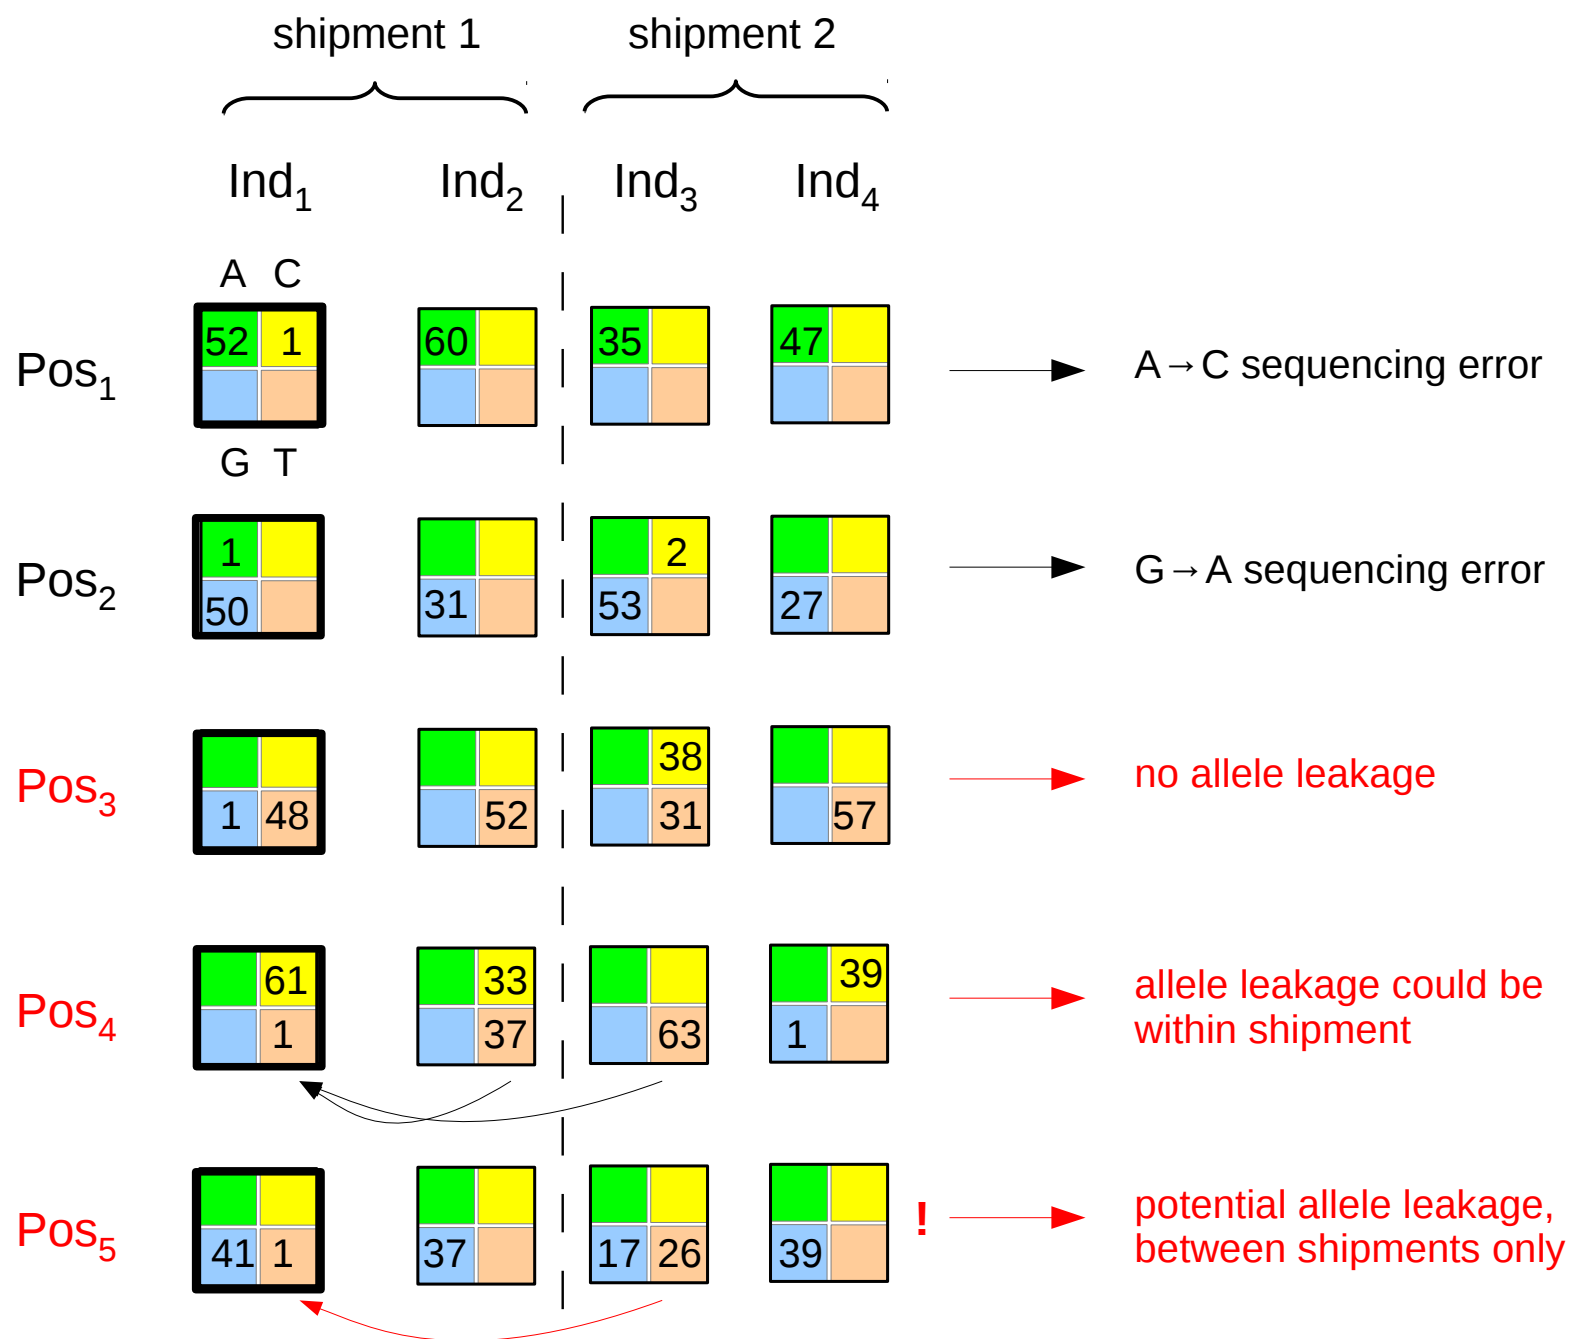 shipment 1 shipment 2
Ind1 Ind2 Ind3 Ind4
A C
Pos1 52 1 60 35 47 A→C sequencing error
G T
Pos2 1 2 G→A sequencing error
50 31 53 27
Pos3 38 no allele leakage
1 48 52 31 57
Pos4 61 33 39 allele leakage could be
1 37 63 1 within shipment
Pos5 ! potential allele leakage,
41 1 37 17 26 39 between shipments only